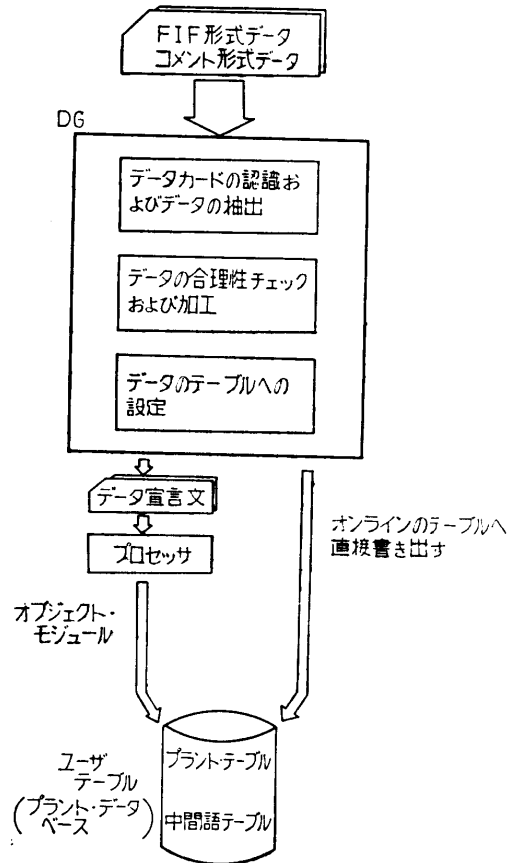 FIF形式データ
コメント形式データ
DG
データカードの認識お
よびデータの抽出
データの合理性チェック
および加工
データのテーブルへの
設定
データ宣言文
プロセッサ
オンラインのテーブルへ
直接書き出す
オブジェクト・
モジュール
ユーザ
テーブル
(プラント・データ
ベース)
プラント・テーブル
中間語テーブル